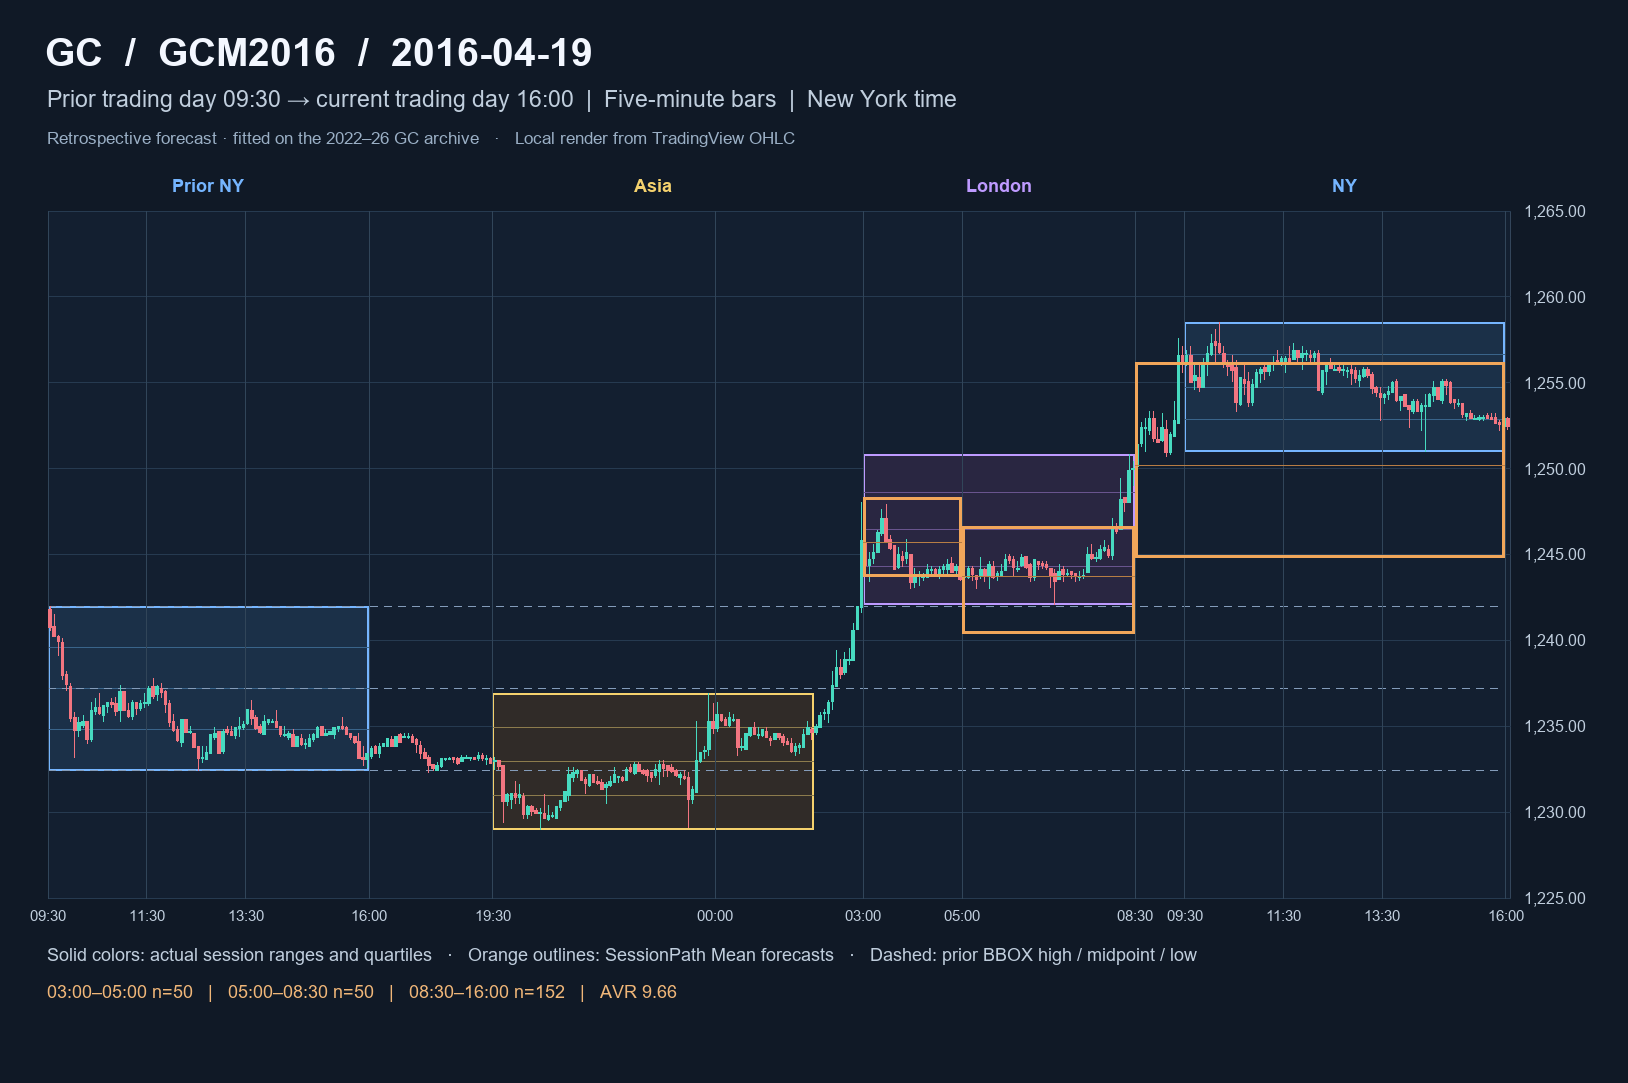 GC / GCM2016 / 2016-04-19
Prior trading day 09:30 → current trading day 16:00 | Five-minute bars | New York time
Retrospective forecast · fitted on the 2022–26 GC archive · Local render from TradingView OHLC
Prior NY Asia London NY
1,265.00
1,260.00
1,255.00
1,250.00
1,245.00
1,240.00
1,235.00
1,230.00
1,225.00
09:30 11:30 13:30 16:00 19:30 00:00 03:00 05:00 08:30 09:30 11:30 13:30 16:00
Solid colors: actual session ranges and quartiles · Orange outlines: SessionPath Mean forecasts · Dashed: prior BBOX high / midpoint / low
03:00–05:00 n=50 | 05:00–08:30 n=50 | 08:30–16:00 n=152 | AVR 9.66